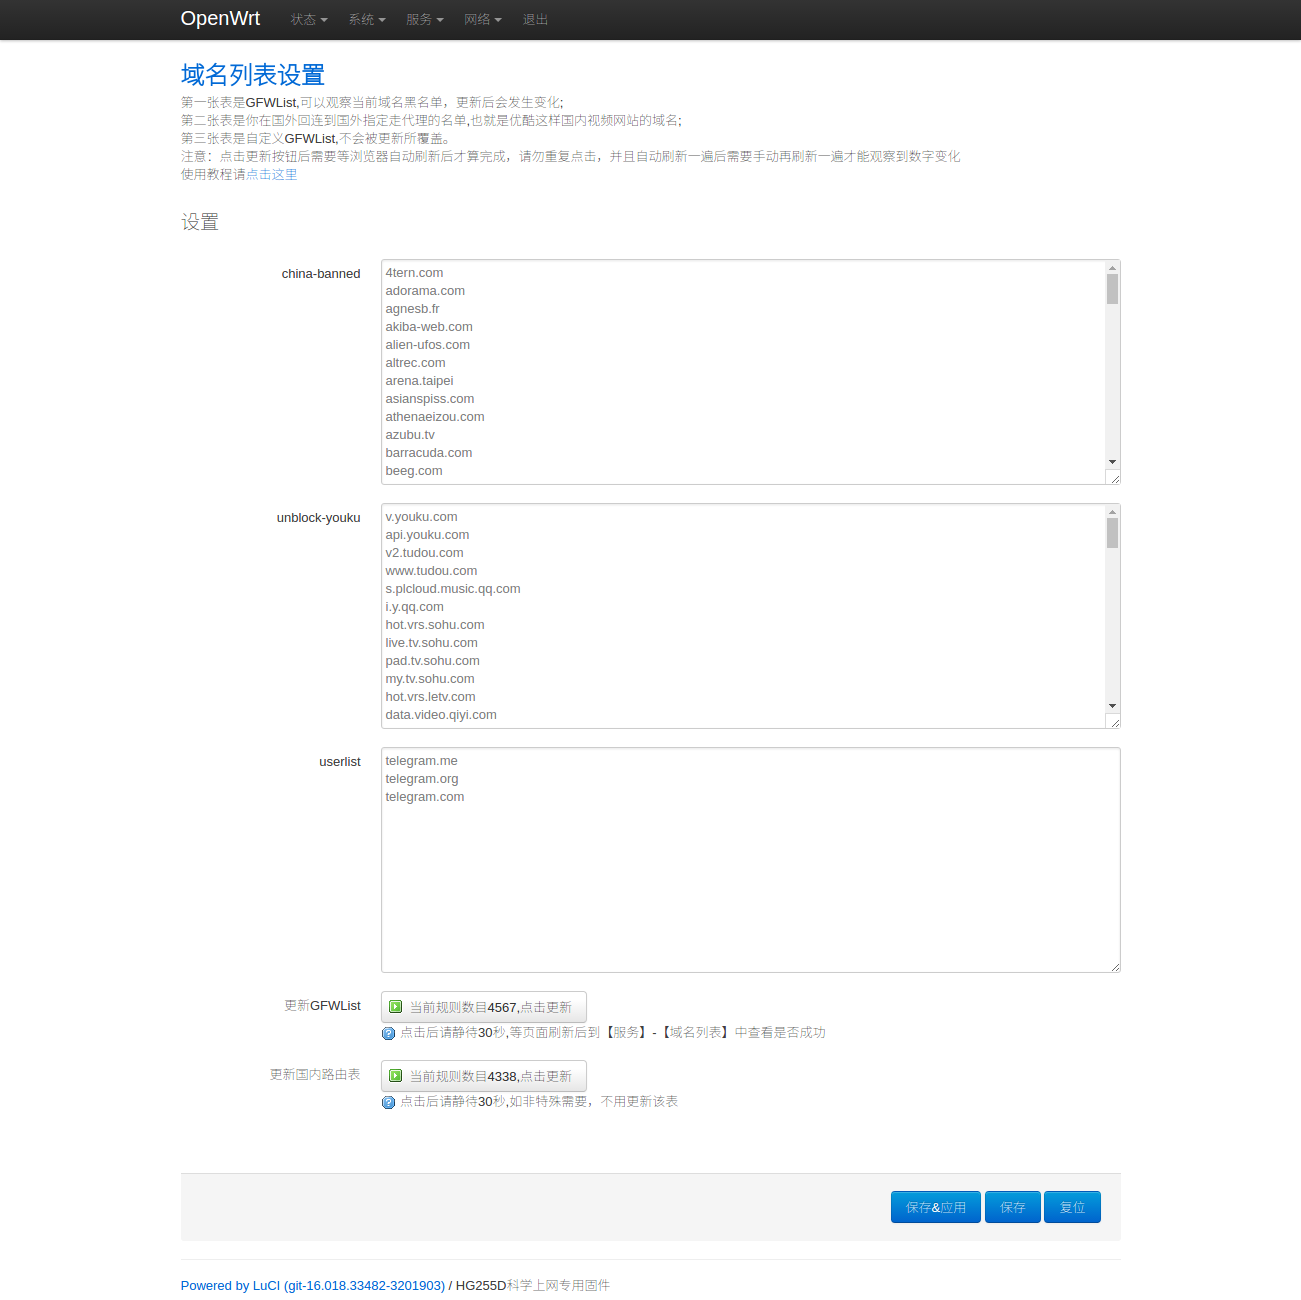 OpenWrt 状态 系统 服务 网络 退出
域名列表设置
第一张表是GFWList,可以观察当前域名黑名单，更新后会发生变化;
第二张表是你在国外回连到国外指定走代理的名单,也就是优酷这样国内视频网站的域名;
第三张表是自定义GFWList,不会被更新所覆盖。
注意：点击更新按钮后需要等浏览器自动刷新后才算完成，请勿重复点击，并且自动刷新一遍后需要手动再刷新一遍才能观察到数字变化
使用教程请点击这里
设置
china-banned
4tern.com
adorama.com
agnesb.fr
akiba-web.com
alien-ufos.com
altrec.com
arena.taipei
asianspiss.com
athenaeizou.com
azubu.tv
barracuda.com
beeg.com
unblock-youku
v.youku.com
api.youku.com
v2.tudou.com
www.tudou.com
s.plcloud.music.qq.com
i.y.qq.com
hot.vrs.sohu.com
live.tv.sohu.com
pad.tv.sohu.com
my.tv.sohu.com
hot.vrs.letv.com
data.video.qiyi.com
userlist
telegram.me
telegram.org
telegram.com
更新GFWList
当前规则数目4567,点击更新
点击后请静待30秒,等页面刷新后到【服务】-【域名列表】中查看是否成功
更新国内路由表
当前规则数目4338,点击更新
点击后请静待30秒,如非特殊需要，不用更新该表
保存&应用 保存 复位
Powered by LuCI (git-16.018.33482-3201903) / HG255D科学上网专用固件